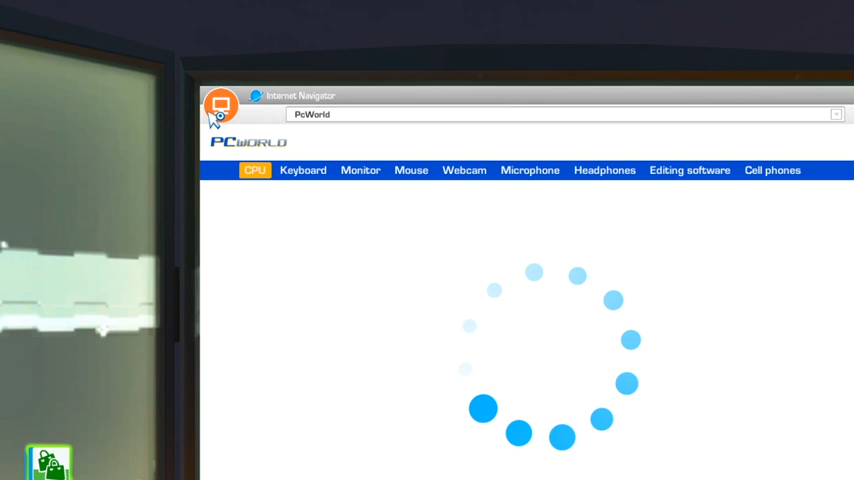 Internet Navigator
PcWorld
PCWORLD
CPU Keyboard Monitor Mouse Webcam Microphone Headphones Editing software Cell phones